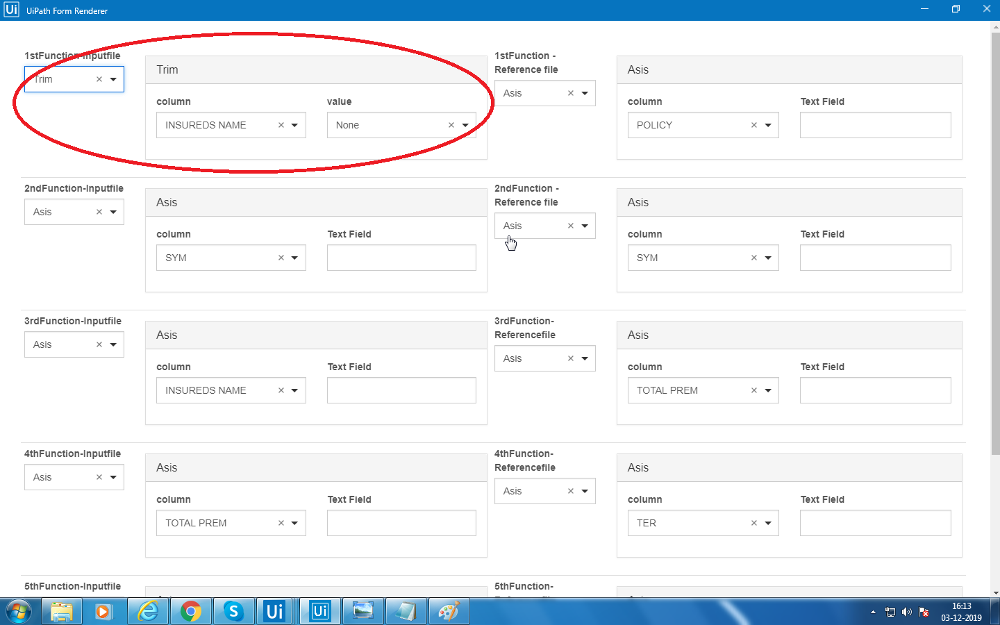 Ui UiPath Form Renderer
1stFunction-Inputfile
Trim × 
Trim
column value
INSUREDS NAME × None ×
1stFunction -
Reference file
Asis ×
Asis
column Text Field
POLICY ×
2ndFunction-Inputfile
Asis ×
Asis
column Text Field
SYM ×
2ndFunction -
Reference file
Asis ×
Asis
column Text Field
SYM ×
3rdFunction-Inputfile
Asis ×
Asis
column Text Field
INSUREDS NAME ×
3rdFunction-
Referencefile
Asis ×
Asis
column Text Field
TOTAL PREM ×
4thFunction-Inputfile
Asis ×
Asis
column Text Field
TOTAL PREM ×
4thFunction-
Referencefile
Asis ×
Asis
column Text Field
TER ×
5thFunction-Inputfile
5thFunction-
Ui Ui
16:13
03-12-2019